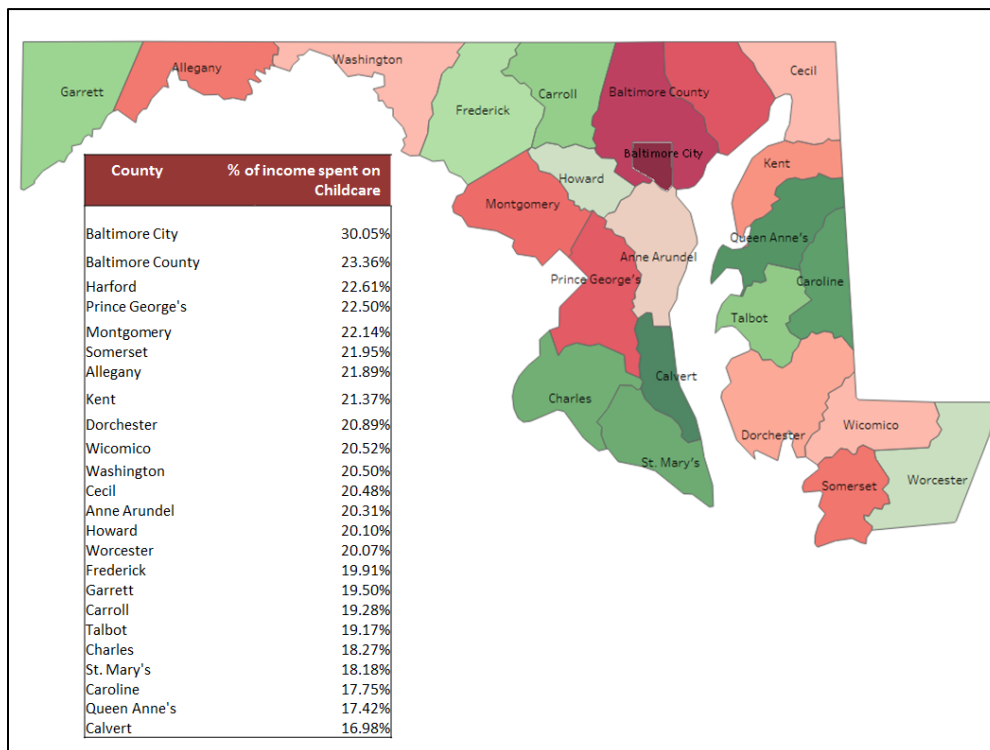 Garrett
Allegany
Washington
Frederick
Carroll
Baltimore County
Cecil
Baltimore City
Howard
Kent
Montgomery
Queen Anne's
Anne Arundel
Prince George's
Caroline
Talbot
Calvert
Charles
Dorchester
Wicomico
St. Mary's
Somerset
Worcester
County % of income spent on
Childcare
Baltimore City 30.05%
Baltimore County 23.36%
Harford 22.61%
Prince George's 22.50%
Montgomery 22.14%
Somerset 21.95%
Allegany 21.89%
Kent 21.37%
Dorchester 20.89%
Wicomico 20.52%
Washington 20.50%
Cecil 20.48%
Anne Arundel 20.31%
Howard 20.10%
Worcester 20.07%
Frederick 19.91%
Garrett 19.50%
Carroll 19.28%
Talbot 19.17%
Charles 18.27%
St. Mary's 18.18%
Caroline 17.75%
Queen Anne's 17.42%
Calvert 16.98%